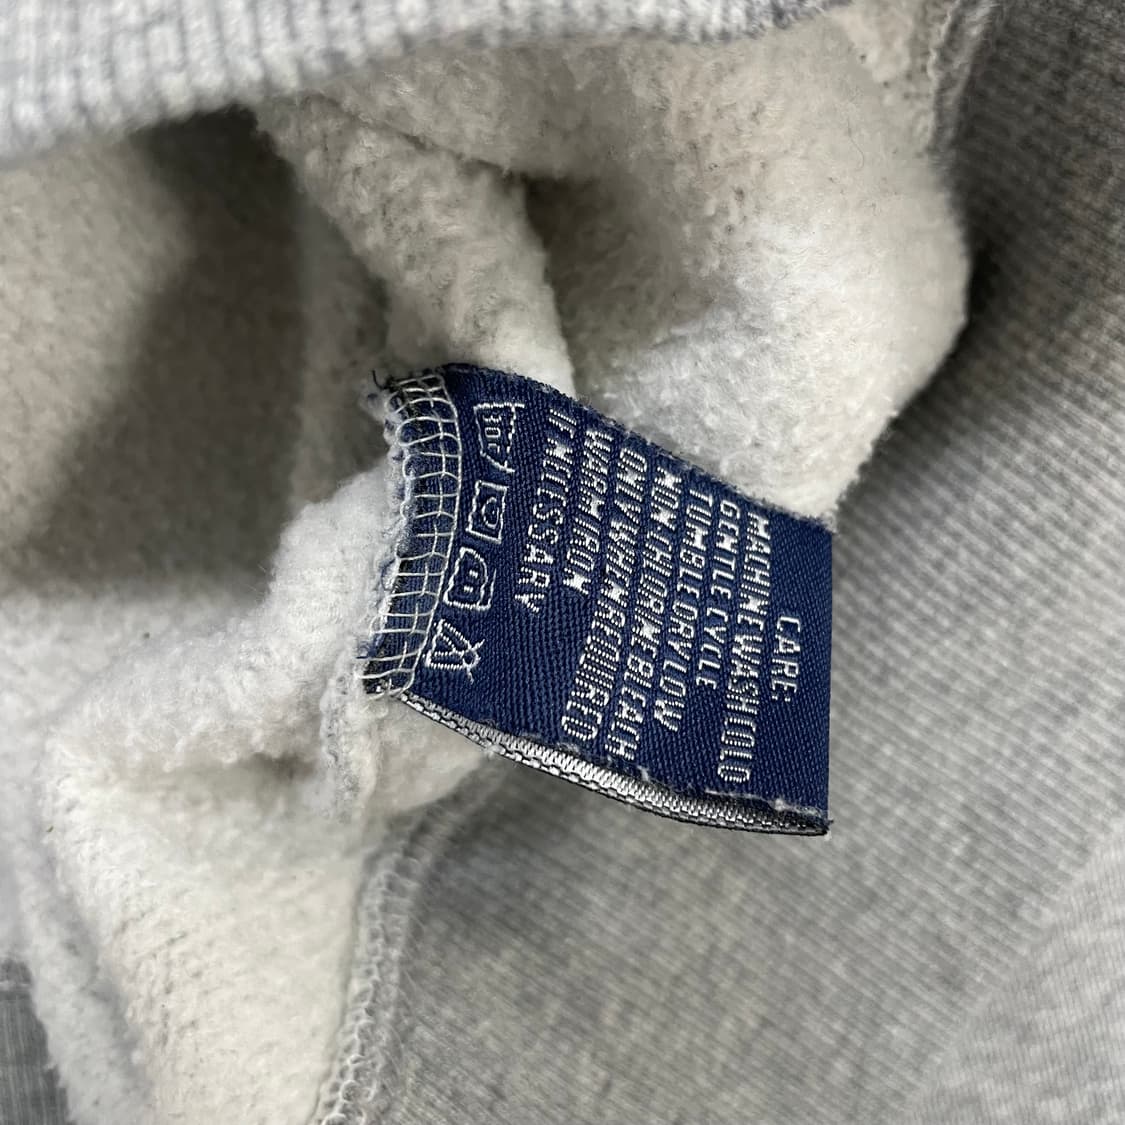 CARE:
MACHINE WASH COLD
GENTLE CYCLE
TUMBLE DRY LOW
NON CHLORINE BLEACH
ONLY WHEN REQUIRED
WARM IRON
IF NECESSARY